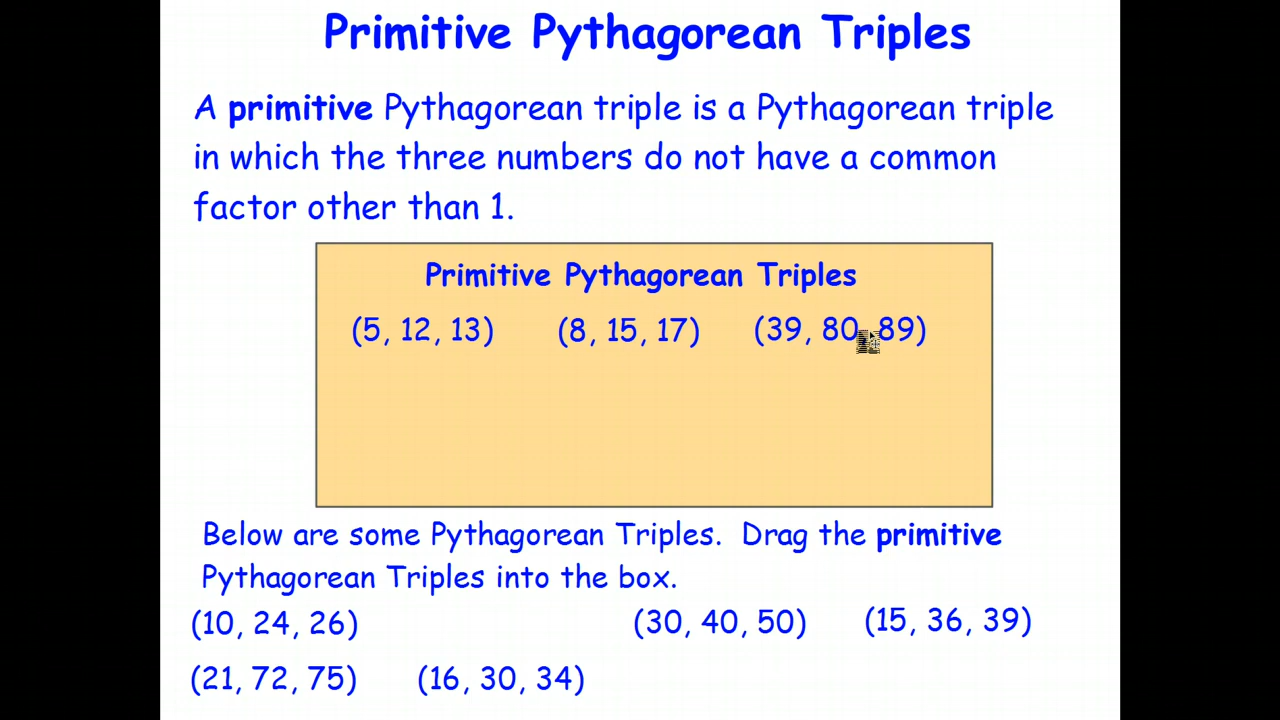 Primitive Pythagorean Triples
A primitive Pythagorean triple is a Pythagorean triple
in which the three numbers do not have a common
factor other than 1.
Primitive Pythagorean Triples
(5, 12, 13) (8, 15, 17) (39, 80, 89)
Below are some Pythagorean Triples. Drag the primitive
Pythagorean Triples into the box.
(10, 24, 26) (30, 40, 50) (15, 36, 39)
(21, 72, 75) (16, 30, 34)